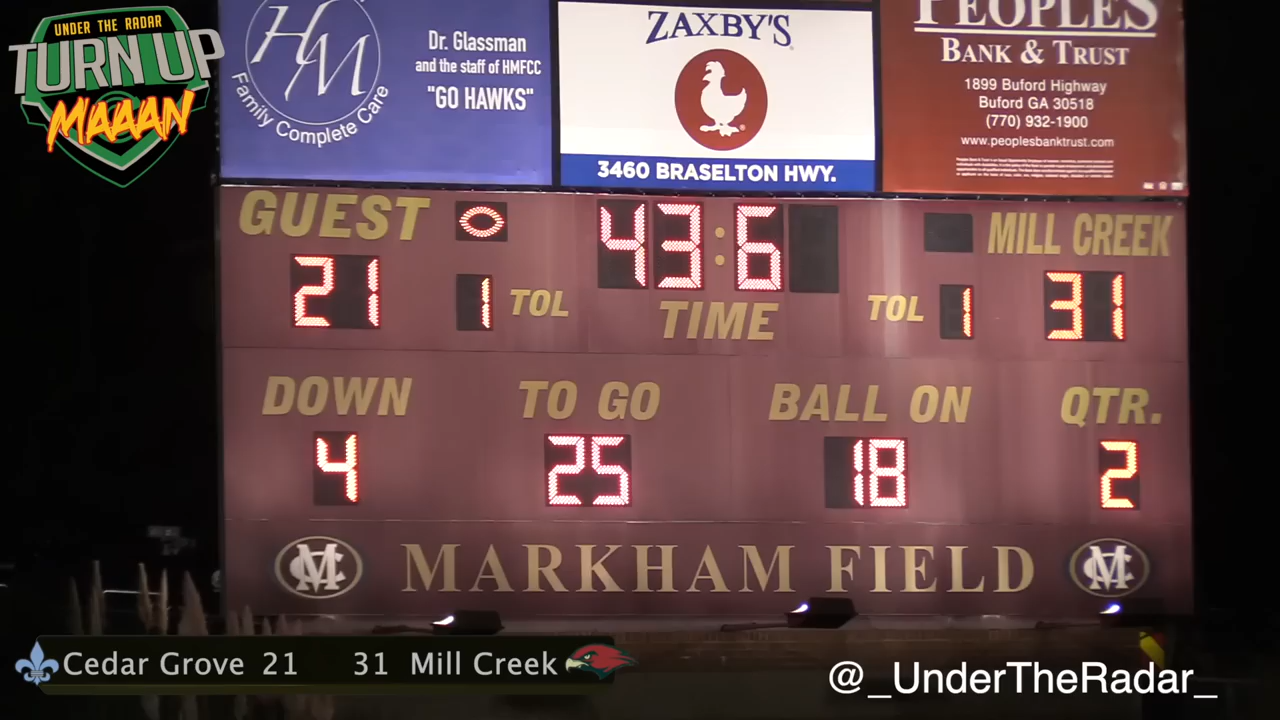 UNDER THE RADAR
TURN UP
MAAAN
HM
Family Complete Care
Dr. Glassman
and the staff of HMFCC
"GO HAWKS"
ZAXBY'S
3460 BRASELTON HWY.
PEOPLES
BANK & TRUST
1899 Buford Highway
Buford GA 30518
(770) 932-1900
www.peoplesbanktrust.com
GUEST 43:6 MILL CREEK
21 1 TOL TIME TOL 1 31
DOWN TO GO BALL ON QTR.
4 25 18 2
MC MARKHAM FIELD MC
Cedar Grove 21 31 Mill Creek
@_UnderTheRadar_